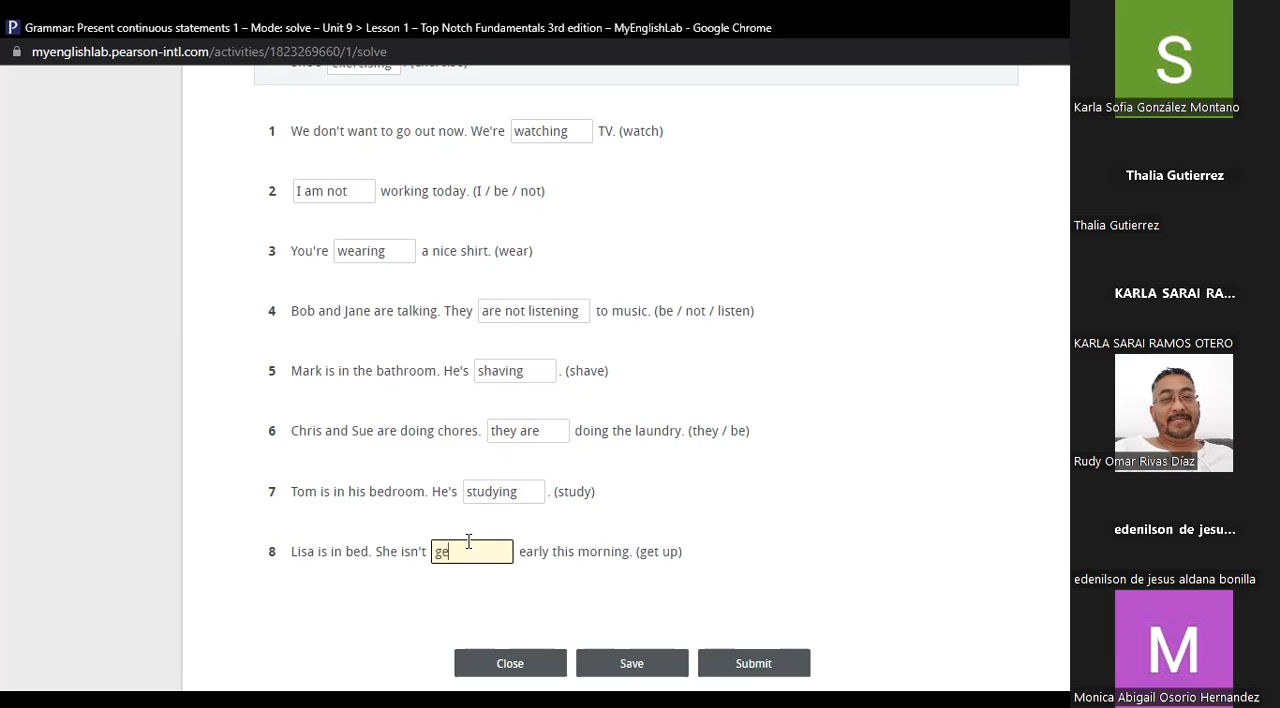 P Grammar: Present continuous statements 1 – Mode: solve – Unit 9 > Lesson 1 – Top Notch Fundamentals 3rd edition – MyEnglishLab - Google Chrome
myenglishlab.pearson-intl.com/activities/1823269660/1/solve
She's exercising . (exercise)
1 We don't want to go out now. We're watching TV. (watch)
2 I am not working today. (I / be / not)
3 You're wearing a nice shirt. (wear)
4 Bob and Jane are talking. They are not listening to music. (be / not / listen)
5 Mark is in the bathroom. He's shaving . (shave)
6 Chris and Sue are doing chores. they are doing the laundry. (they / be)
7 Tom is in his bedroom. He's studying . (study)
8 Lisa is in bed. She isn't ge early this morning. (get up)
Close Save Submit
S
Karla Sofía González Montano
Thalia Gutierrez
Thalia Gutierrez
KARLA SARAI RA...
KARLA SARAI RAMOS OTERO
Rudy Omar Rivas Díaz
edenilson de jesu...
edenilson de jesus aldana bonilla
M
Monica Abigail Osorio Hernandez